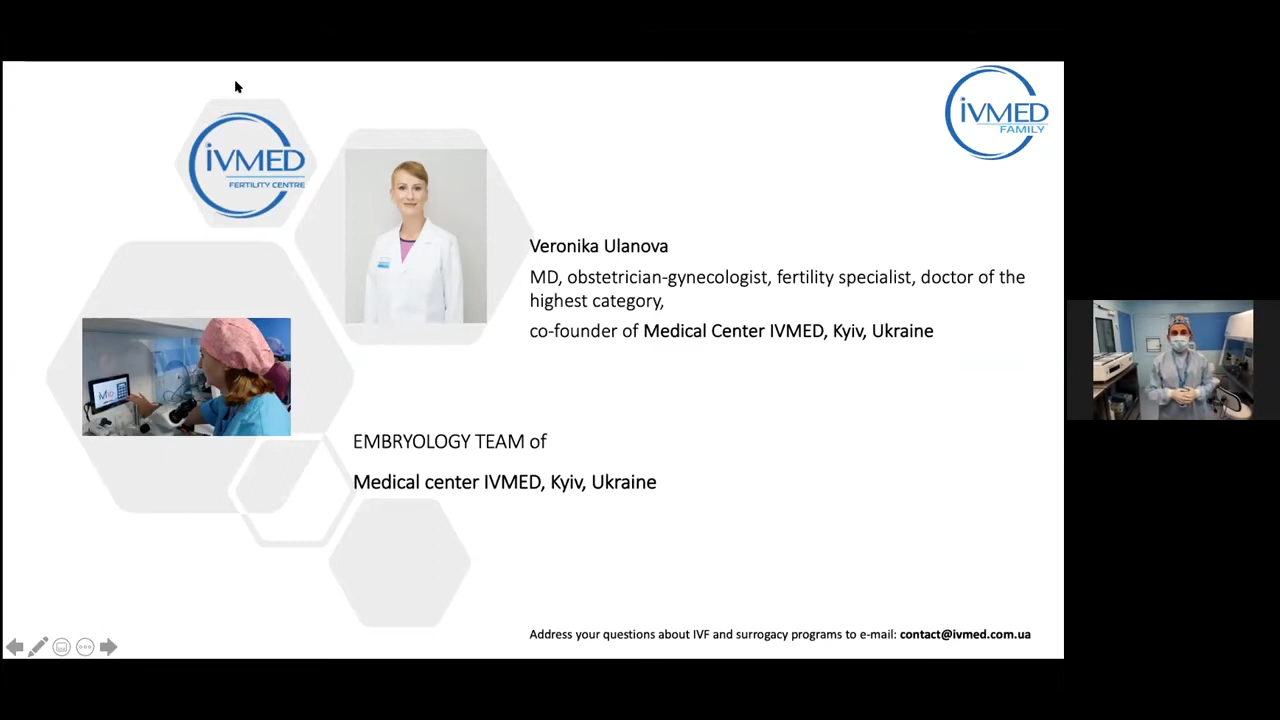 iVMED
FAMILY
iVMED
FERTILITY CENTRE
Veronika Ulanova
MD, obstetrician-gynecologist, fertility specialist, doctor of the
highest category,
co-founder of Medical Center IVMED, Kyiv, Ukraine
EMBRYOLOGY TEAM of
Medical center IVMED, Kyiv, Ukraine
Address your questions about IVF and surrogacy programs to e-mail: contact@ivmed.com.ua